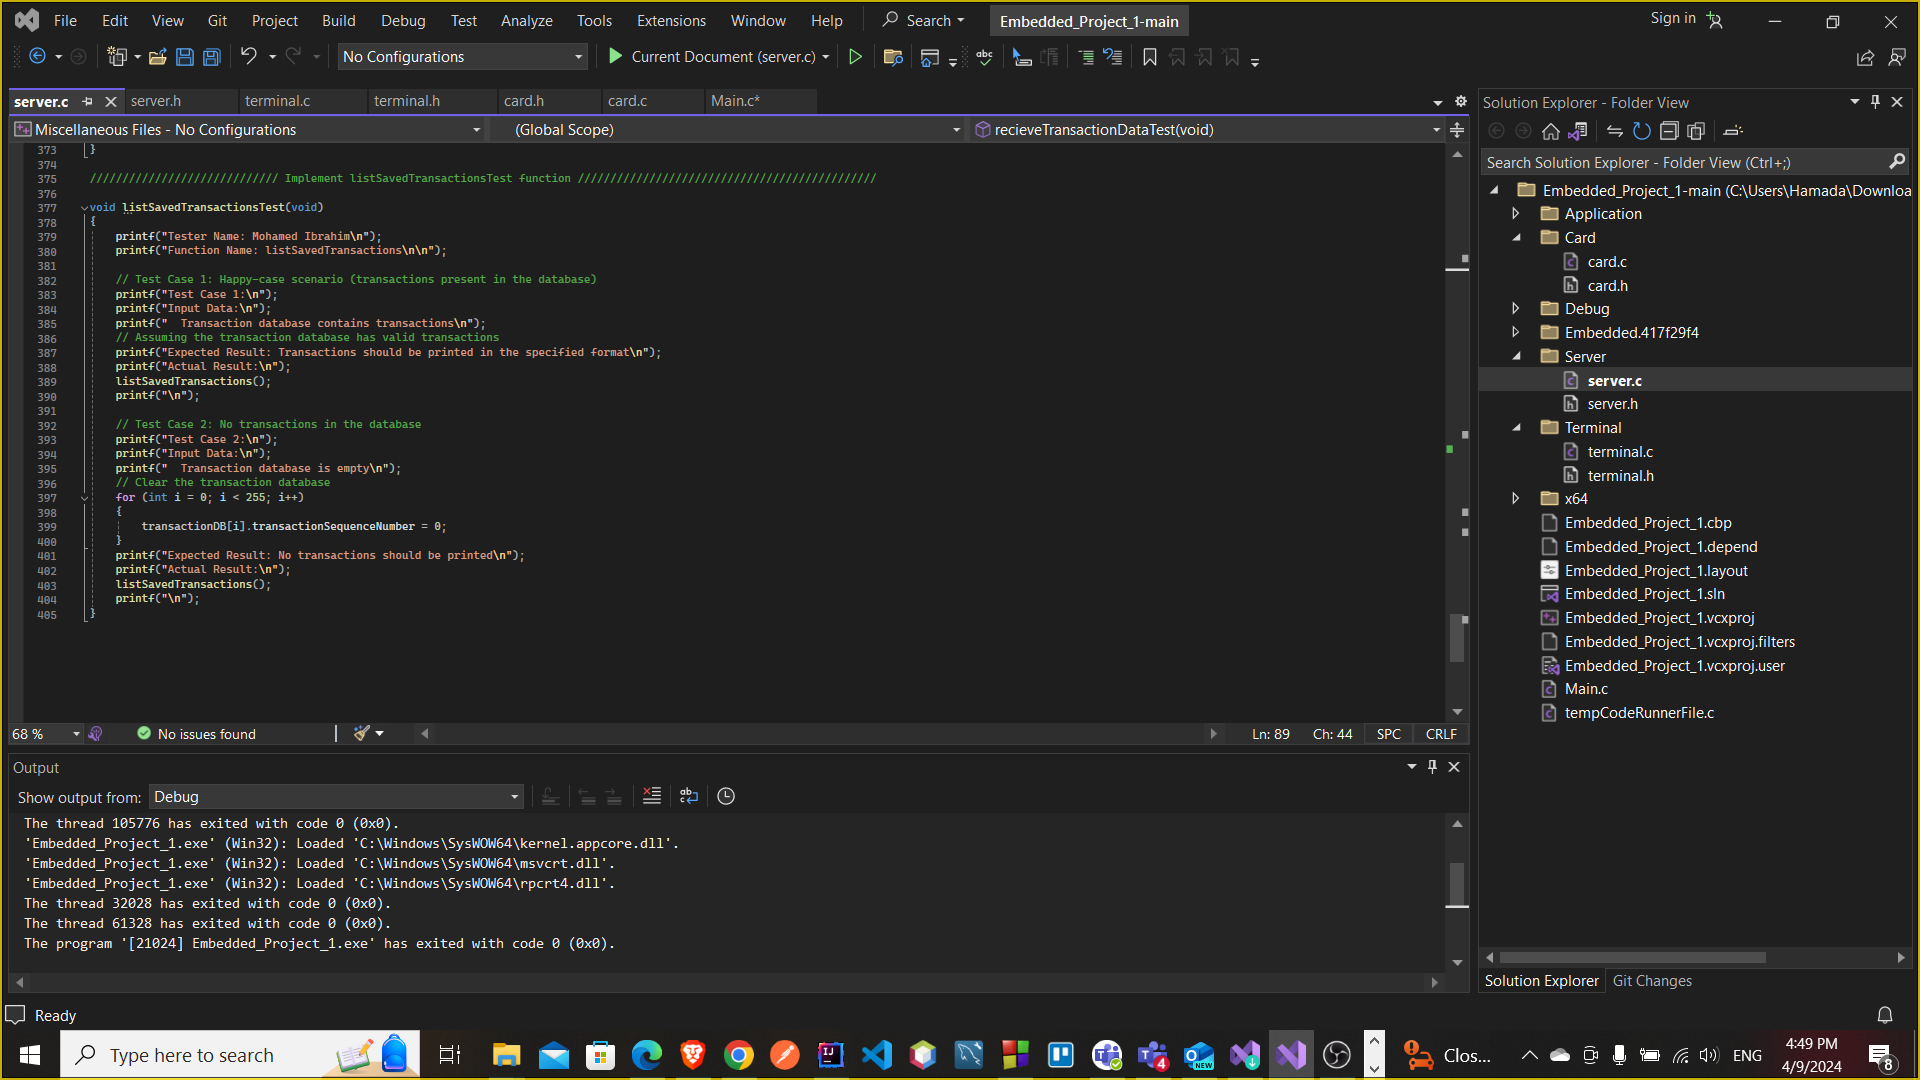 File Edit View Git Project Build Debug Test Analyze Tools Extensions Window Help Search Embedded_Project_1-main Sign in
No Configurations Current Document (server.c)
server.c server.h terminal.c terminal.h card.h card.c Main.c*
Miscellaneous Files - No Configurations (Global Scope) recieveTransactionDataTest(void)
373 }
374
375 ///////////////////////////// Implement listSavedTransactionsTest function //////////////////////////////////////////////
376
377 void listSavedTransactionsTest(void)
378 {
379 printf("Tester Name: Mohamed Ibrahim\n");
380 printf("Function Name: listSavedTransactions\n\n");
381
382 // Test Case 1: Happy-case scenario (transactions present in the database)
383 printf("Test Case 1:\n");
384 printf("Input Data:\n");
385 printf("  Transaction database contains transactions\n");
386 // Assuming the transaction database has valid transactions
387 printf("Expected Result: Transactions should be printed in the specified format\n");
388 printf("Actual Result:\n");
389 listSavedTransactions();
390 printf("\n");
391
392 // Test Case 2: No transactions in the database
393 printf("Test Case 2:\n");
394 printf("Input Data:\n");
395 printf("  Transaction database is empty\n");
396 // Clear the transaction database
397 for (int i = 0; i < 255; i++)
398 {
399 transactionDB[i].transactionSequenceNumber = 0;
400 }
401 printf("Expected Result: No transactions should be printed\n");
402 printf("Actual Result:\n");
403 listSavedTransactions();
404 printf("\n");
405 }
68 % No issues found Ln: 89 Ch: 44 SPC CRLF
Output
Show output from: Debug
The thread 105776 has exited with code 0 (0x0).
'Embedded_Project_1.exe' (Win32): Loaded 'C:\Windows\SysWOW64\kernel.appcore.dll'.
'Embedded_Project_1.exe' (Win32): Loaded 'C:\Windows\SysWOW64\msvcrt.dll'.
'Embedded_Project_1.exe' (Win32): Loaded 'C:\Windows\SysWOW64\rpcrt4.dll'.
The thread 32028 has exited with code 0 (0x0).
The thread 61328 has exited with code 0 (0x0).
The program '[21024] Embedded_Project_1.exe' has exited with code 0 (0x0).
Solution Explorer - Folder View
Search Solution Explorer - Folder View (Ctrl+;)
Embedded_Project_1-main (C:\Users\Hamada\Downloa
Application
Card
card.c
card.h
Debug
Embedded.417f29f4
Server
server.c
server.h
Terminal
terminal.c
terminal.h
x64
Embedded_Project_1.cbp
Embedded_Project_1.depend
Embedded_Project_1.layout
Embedded_Project_1.sln
Embedded_Project_1.vcxproj
Embedded_Project_1.vcxproj.filters
Embedded_Project_1.vcxproj.user
Main.c
tempCodeRunnerFile.c
Solution Explorer Git Changes
Ready
Type here to search Clos... ENG 4:49 PM
4/9/2024 8